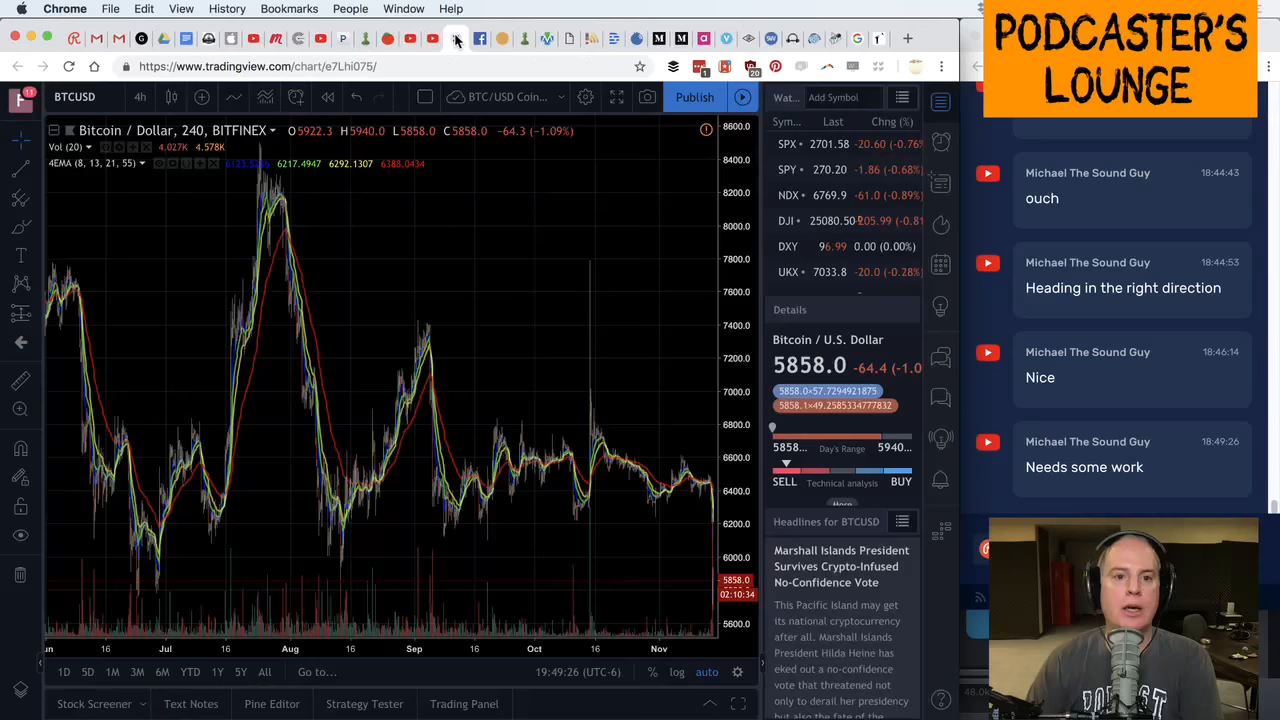 Chrome File Edit View History Bookmarks People Window Help
PODCASTER'S
LOUNGE
https://www.tradingview.com/chart/e7Lhi075/
BTCUSD 4h BTC/USD Coin... Publish
Bitcoin / Dollar, 240, BITFINEX O5922.3 H5940.0 L5858.0 C5858.0 -64.3 (-1.09%)
Vol (20) 4.027K 4.578K
4EMA (8, 13, 21, 55) 6217.4947 6292.1307 6388.0434
8600.0
8400.0
8200.0
8000.0
7800.0
7600.0
7400.0
7200.0
7000.0
6800.0
6600.0
6400.0
6200.0
6000.0
5858.0
02:10:34
5600.0
16 Jul 16 Aug 16 Sep 16 Oct 16 Nov
1D 5D 1M 3M 6M YTD 1Y 5Y All Go to... 19:49:26 (UTC-6) % log auto
Stock Screener Text Notes Pine Editor Strategy Tester Trading Panel
Wat... Add Symbol
Sym... Last Chng (%)
SPX 2701.58 -20.60 (-0.76%
SPY 270.20 -1.86 (-0.68%)
NDX 6769.9 -61.0 (-0.89%)
DJI 25080.50 -205.99 (-0.81
DXY 96.99 0.00 (0.00%)
UKX 7033.8 -20.0 (-0.28%)
Details
Bitcoin / U.S. Dollar
5858.0 -64.4 (-1.0
5858.0×57.7294921875
5858.1×49.2585334777832
5858... Day's Range 5940...
SELL Technical analysis BUY
More
Headlines for BTCUSD
Marshall Islands President
Survives Crypto-Infused
No-Confidence Vote
This Pacific Island may get
its national cryptocurrency
after all. Marshall Islands
President Hilda Heine has
eked out a no-confidence
vote that threatened not
only to derail her presidency
but also the fate of the
Michael The Sound Guy 18:44:43
ouch
Michael The Sound Guy 18:44:53
Heading in the right direction
Michael The Sound Guy 18:46:14
Nice
Michael The Sound Guy 18:49:26
Needs some work
48.0